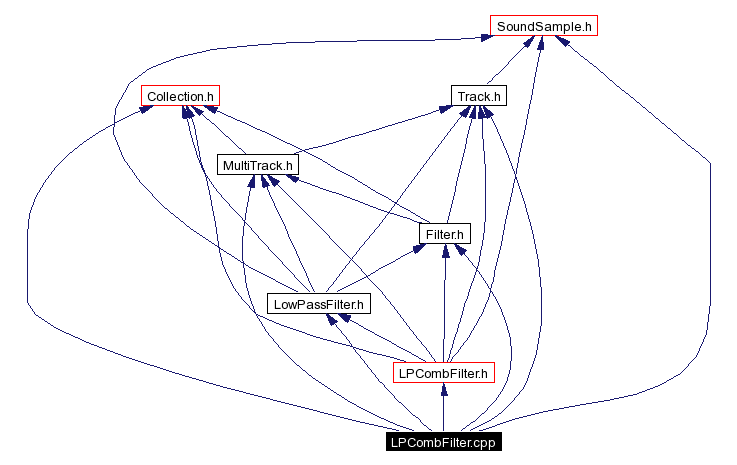 SoundSample.h
Collection.h
Track.h
MultiTrack.h
Filter.h
LowPassFilter.h
LPCombFilter.h
LPCombFilter.cpp